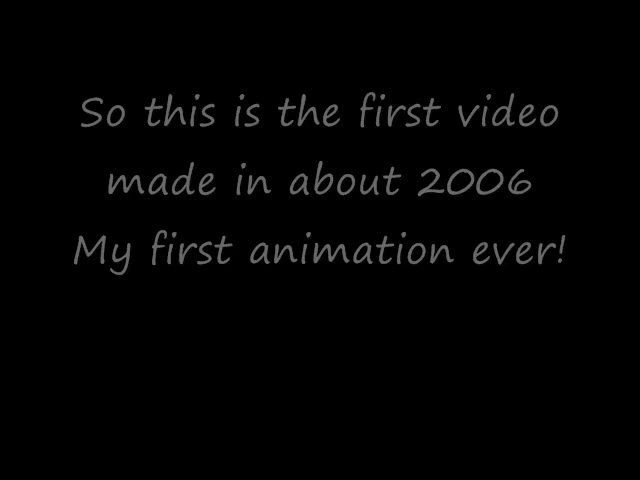 So this is the first video
made in about 2006
My first animation ever!